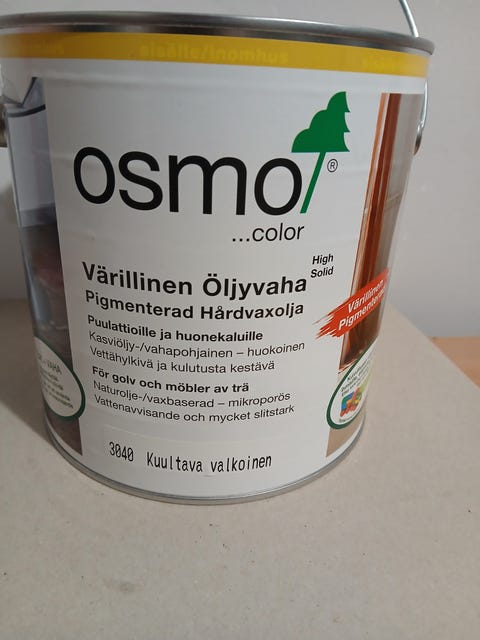 sisälle/inomhus
osmo®
...color
High
Solid
Värillinen Öljyvaha
Pigmenterad Hårdvaxolja
Puulattioille ja huonekaluille
Kasviöljy-/vahapohjainen – huokoinen
Vettähylkivä ja kulutusta kestävä
För golv och möbler av trä
Naturolje-/vaxbaserad – mikroporös
Vattenavvisande och mycket slitstark
3040 Kuultava valkoinen
Värillinen